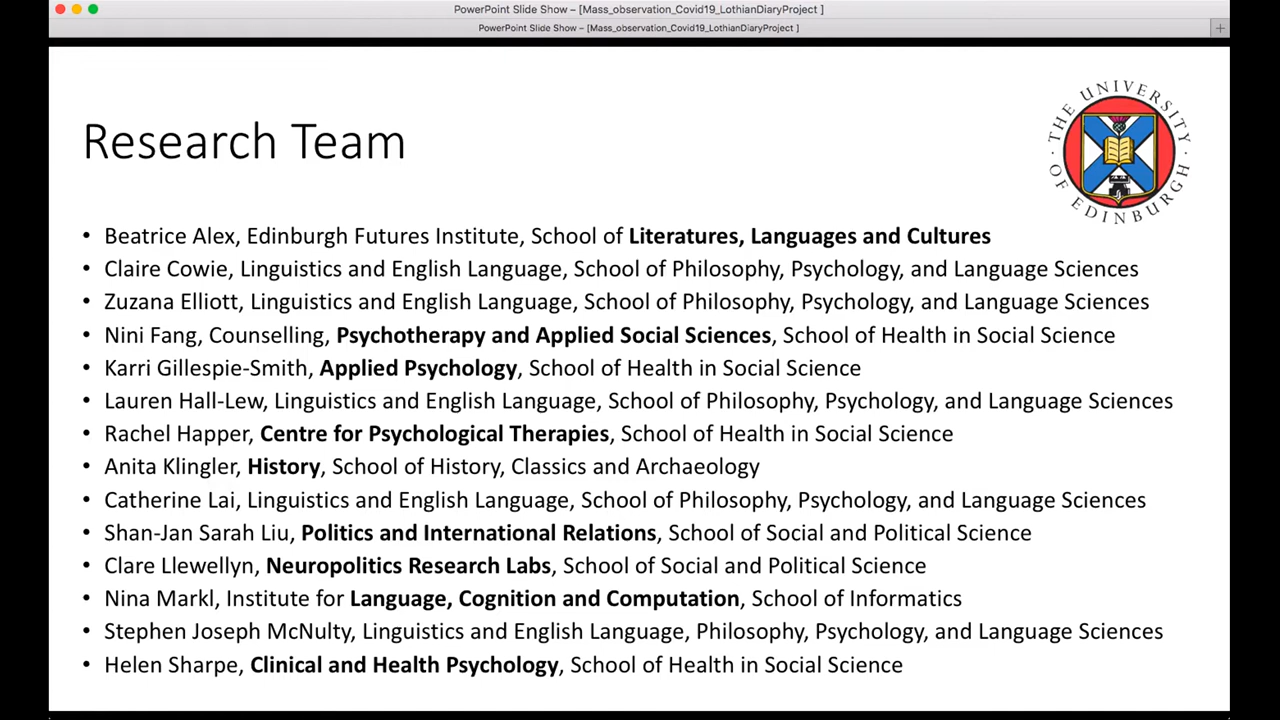 PowerPoint Slide Show – [Mass_observation_Covid19_LothianDiaryProject ]
PowerPoint Slide Show – [Mass_observation_Covid19_LothianDiaryProject ]
Research Team
THE UNIVERSITY OF EDINBURGH
• Beatrice Alex, Edinburgh Futures Institute, School of Literatures, Languages and Cultures
• Claire Cowie, Linguistics and English Language, School of Philosophy, Psychology, and Language Sciences
• Zuzana Elliott, Linguistics and English Language, School of Philosophy, Psychology, and Language Sciences
• Nini Fang, Counselling, Psychotherapy and Applied Social Sciences, School of Health in Social Science
• Karri Gillespie-Smith, Applied Psychology, School of Health in Social Science
• Lauren Hall-Lew, Linguistics and English Language, School of Philosophy, Psychology, and Language Sciences
• Rachel Happer, Centre for Psychological Therapies, School of Health in Social Science
• Anita Klingler, History, School of History, Classics and Archaeology
• Catherine Lai, Linguistics and English Language, School of Philosophy, Psychology, and Language Sciences
• Shan-Jan Sarah Liu, Politics and International Relations, School of Social and Political Science
• Clare Llewellyn, Neuropolitics Research Labs, School of Social and Political Science
• Nina Markl, Institute for Language, Cognition and Computation, School of Informatics
• Stephen Joseph McNulty, Linguistics and English Language, Philosophy, Psychology, and Language Sciences
• Helen Sharpe, Clinical and Health Psychology, School of Health in Social Science